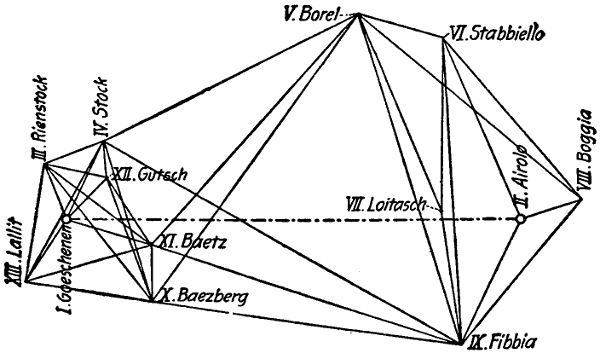 V. Borel
VI. Stabbiello
III. Rienstock
IV. Stock
XII. Gütsch
VIII. Boggia
II. Airolo
VII. Loitasch
XIII. Lallit
I. Goeschenen
XI. Baetz
X. Baezberg
IX. Fibbia